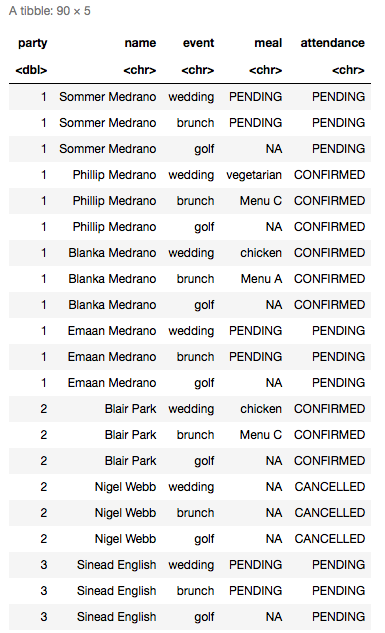 A tibble: 90 × 5
party name event meal attendance
<dbl> <chr> <chr> <chr> <chr>
1 Sommer Medrano wedding PENDING PENDING
1 Sommer Medrano brunch PENDING PENDING
1 Sommer Medrano golf NA PENDING
1 Phillip Medrano wedding vegetarian CONFIRMED
1 Phillip Medrano brunch Menu C CONFIRMED
1 Phillip Medrano golf NA CONFIRMED
1 Blanka Medrano wedding chicken CONFIRMED
1 Blanka Medrano brunch Menu A CONFIRMED
1 Blanka Medrano golf NA CONFIRMED
1 Emaan Medrano wedding PENDING PENDING
1 Emaan Medrano brunch PENDING PENDING
1 Emaan Medrano golf NA PENDING
2 Blair Park wedding chicken CONFIRMED
2 Blair Park brunch Menu C CONFIRMED
2 Blair Park golf NA CONFIRMED
2 Nigel Webb wedding NA CANCELLED
2 Nigel Webb brunch NA CANCELLED
2 Nigel Webb golf NA CANCELLED
3 Sinead English wedding PENDING PENDING
3 Sinead English brunch PENDING PENDING
3 Sinead English golf NA PENDING